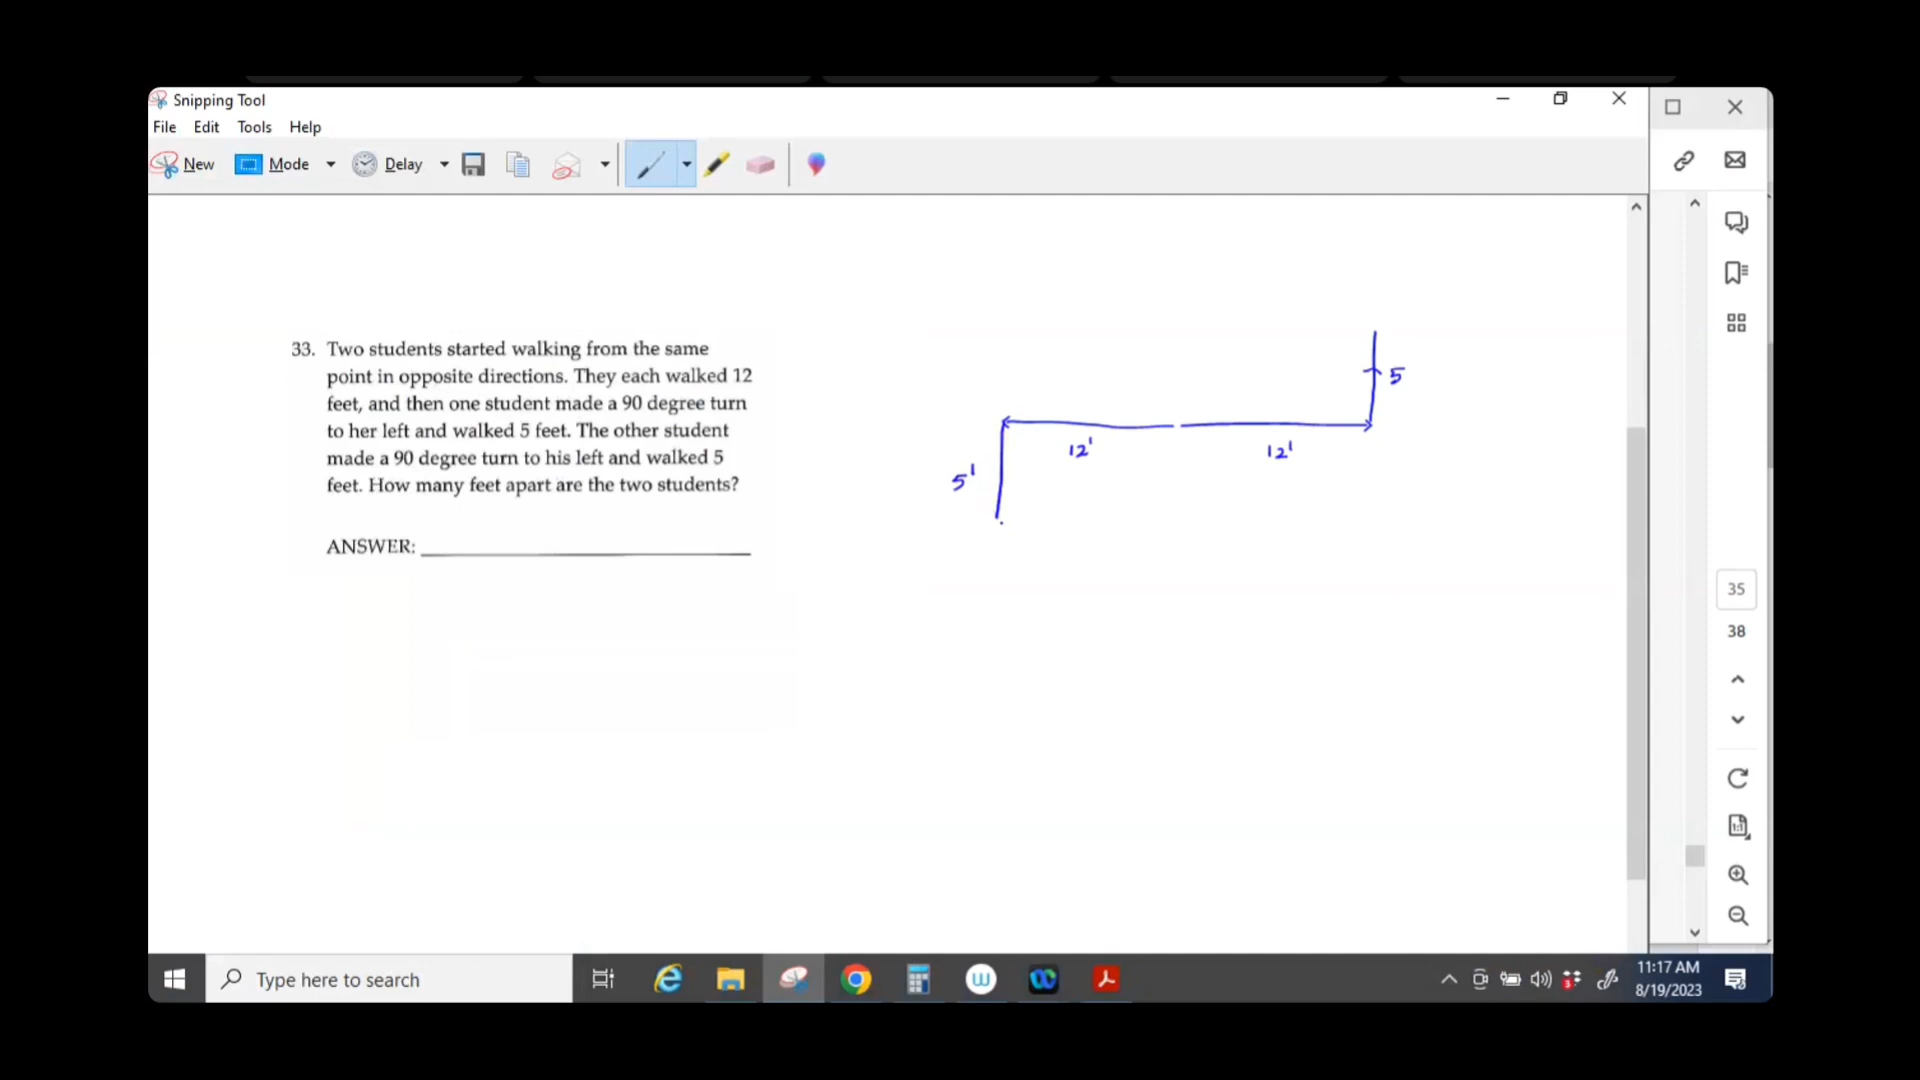 Snipping Tool
File Edit Tools Help
New Mode Delay
33. Two students started walking from the same
point in opposite directions. They each walked 12
feet, and then one student made a 90 degree turn
to her left and walked 5 feet. The other student
made a 90 degree turn to his left and walked 5
feet. How many feet apart are the two students?
ANSWER:
5
12' 12'
5'
35
38
Type here to search
11:17 AM
8/19/2023